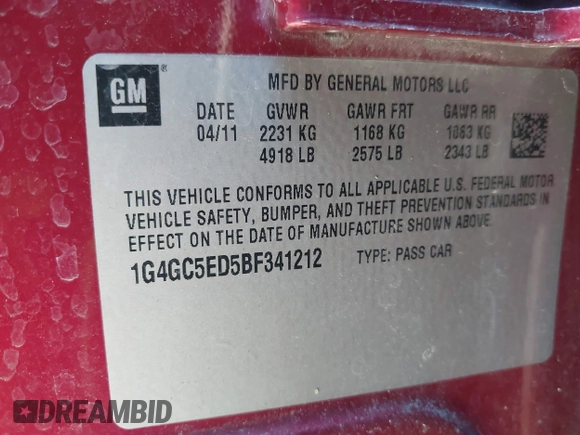 GM ®
MFD BY GENERAL MOTORS LLC
DATE GVWR GAWR FRT GAWR RR
04/11 2231 KG 1168 KG 1063 KG
4918 LB 2575 LB 2343 LB
THIS VEHICLE CONFORMS TO ALL APPLICABLE U.S. FEDERAL MOTOR
VEHICLE SAFETY, BUMPER, AND THEFT PREVENTION STANDARDS IN
EFFECT ON THE DATE OF MANUFACTURE SHOWN ABOVE.
1G4GC5ED5BF341212 TYPE: PASS CAR
DREAMBID